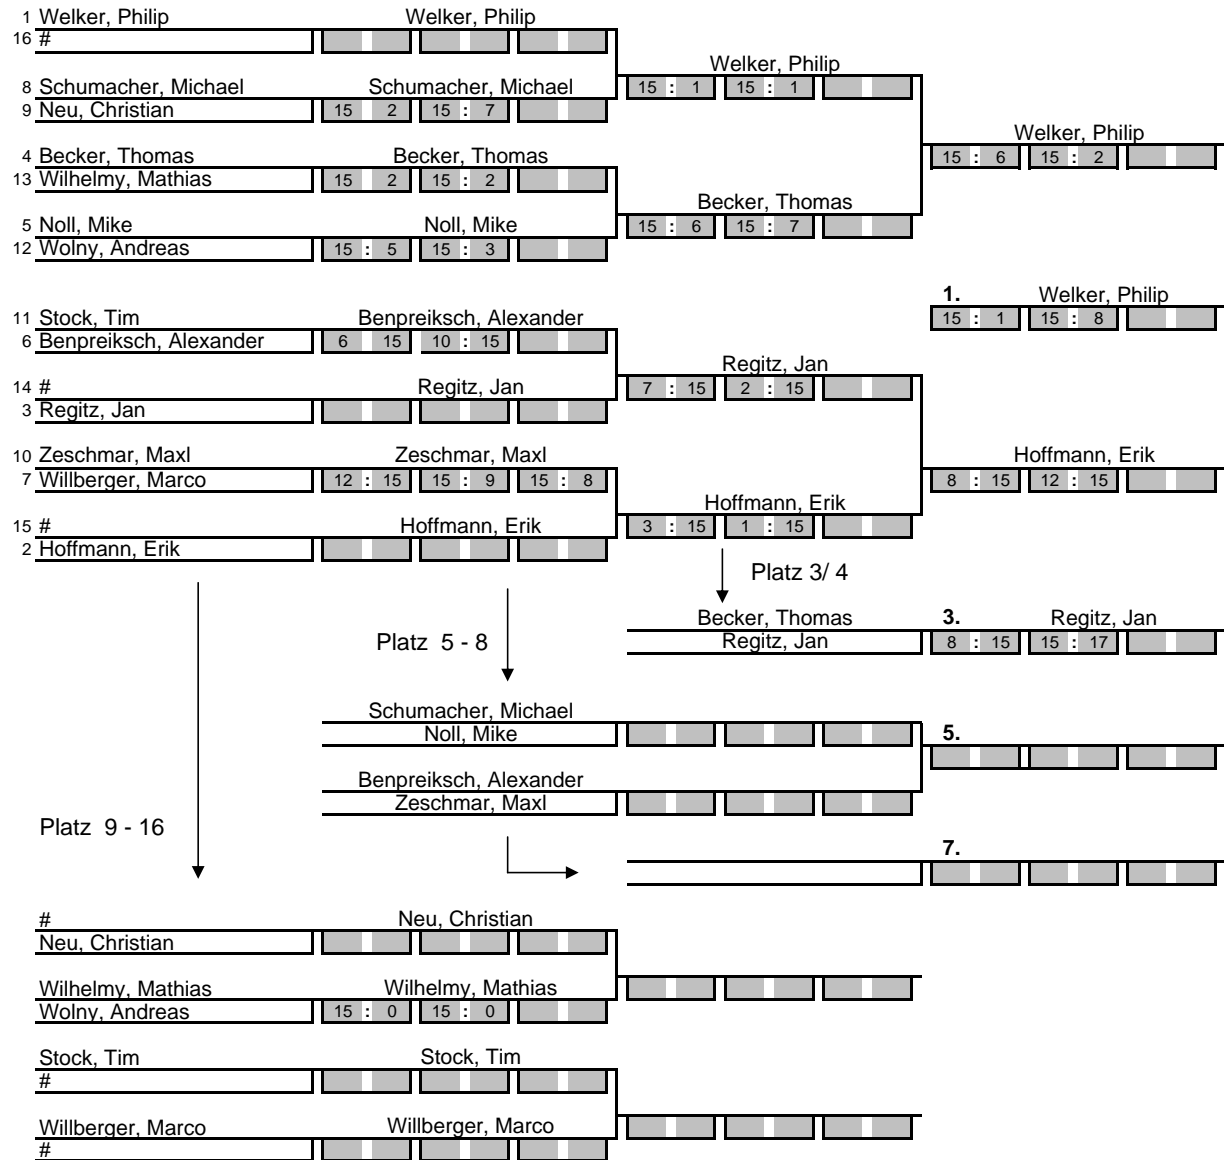 1 Welker, Philip Welker, Philip
16 #
Welker, Philip
8 Schumacher, Michael Schumacher, Michael 15 : 1 15 : 1
9 Neu, Christian 15 2 15 : 7
Welker, Philip
4 Becker, Thomas Becker, Thomas 15 : 6 15 : 2
13 Wilhelmy, Mathias 15 2 15 : 2
Becker, Thomas
5 Noll, Mike Noll, Mike 15 : 6 15 : 7
12 Wolny, Andreas 15 : 5 15 : 3
1. Welker, Philip
11 Stock, Tim Benpreiksch, Alexander 15 : 1 15 : 8
6 Benpreiksch, Alexander 6 15 10 : 15
Regitz, Jan
14 # Regitz, Jan 7 : 15 2 : 15
3 Regitz, Jan
10 Zeschmar, Maxl Zeschmar, Maxl Hoffmann, Erik
7 Willberger, Marco 12 : 15 15 : 9 15 : 8 8 : 15 12 : 15
Hoffmann, Erik
15 # Hoffmann, Erik 3 : 15 1 : 15
2 Hoffmann, Erik
Platz 3/ 4
Becker, Thomas 3. Regitz, Jan
Platz 5 - 8 Regitz, Jan 8 : 15 15 : 17
Schumacher, Michael
Noll, Mike 5.
Benpreiksch, Alexander
Zeschmar, Maxl
Platz 9 - 16
7.
# Neu, Christian
Neu, Christian
Wilhelmy, Mathias Wilhelmy, Mathias
Wolny, Andreas 15 : 0 15 : 0
Stock, Tim Stock, Tim
#
Willberger, Marco Willberger, Marco
#